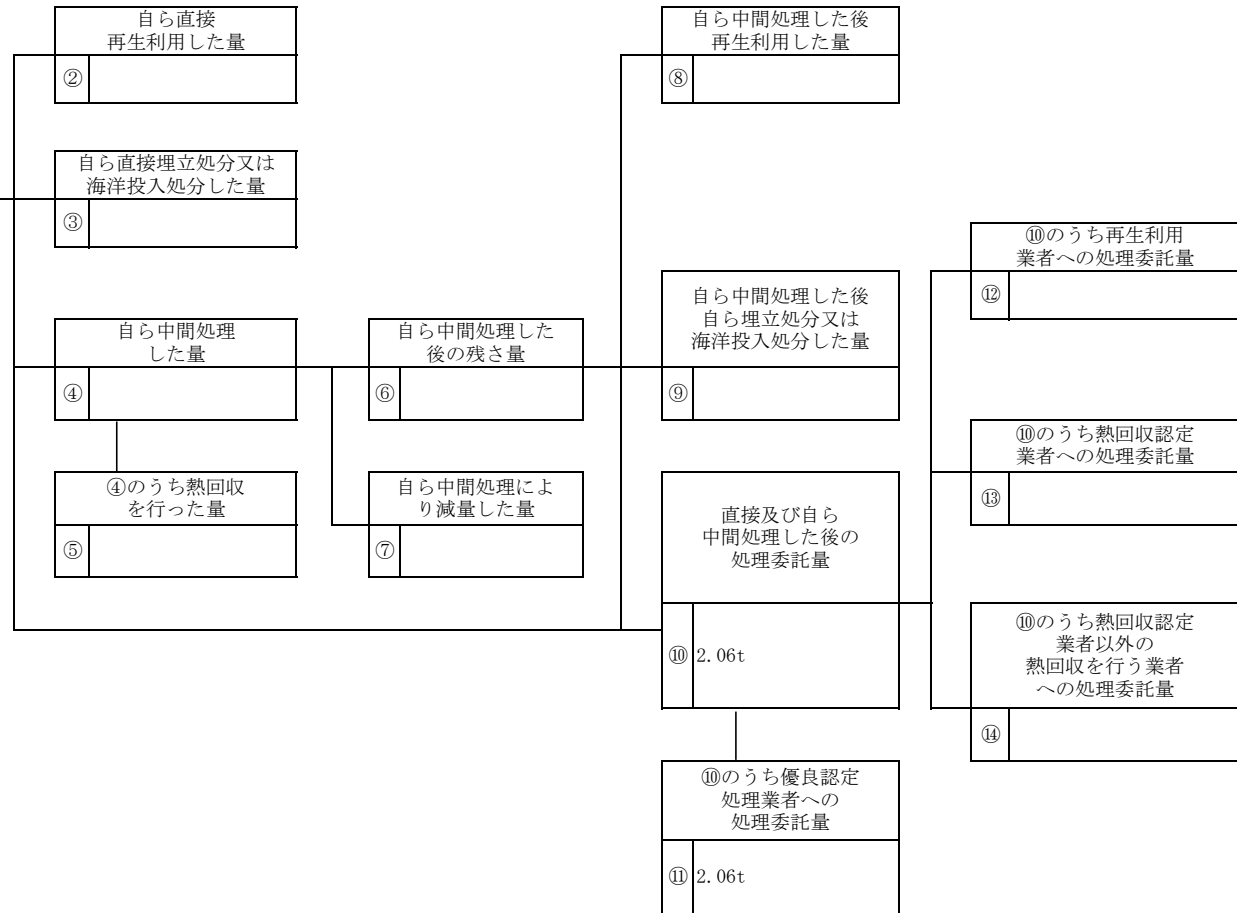 自ら直接
再生利用した量
②
自ら直接埋立処分又は
海洋投入処分した量
③
自ら中間処理
した量
④
④のうち熱回収
を行った量
⑤
自ら中間処理した
後の残さ量
⑥
自ら中間処理によ
り減量した量
⑦
自ら中間処理した後
再生利用した量
⑧
自ら中間処理した後
自ら埋立処分又は
海洋投入処分した量
⑨
直接及び自ら
中間処理した後の
処理委託量
⑩ 2.06t
⑩のうち優良認定
処理業者への
処理委託量
⑪ 2.06t
⑩のうち再生利用
業者への処理委託量
⑫
⑩のうち熱回収認定
業者への処理委託量
⑬
⑩のうち熱回収認定
業者以外の
熱回収を行う業者
への処理委託量
⑭